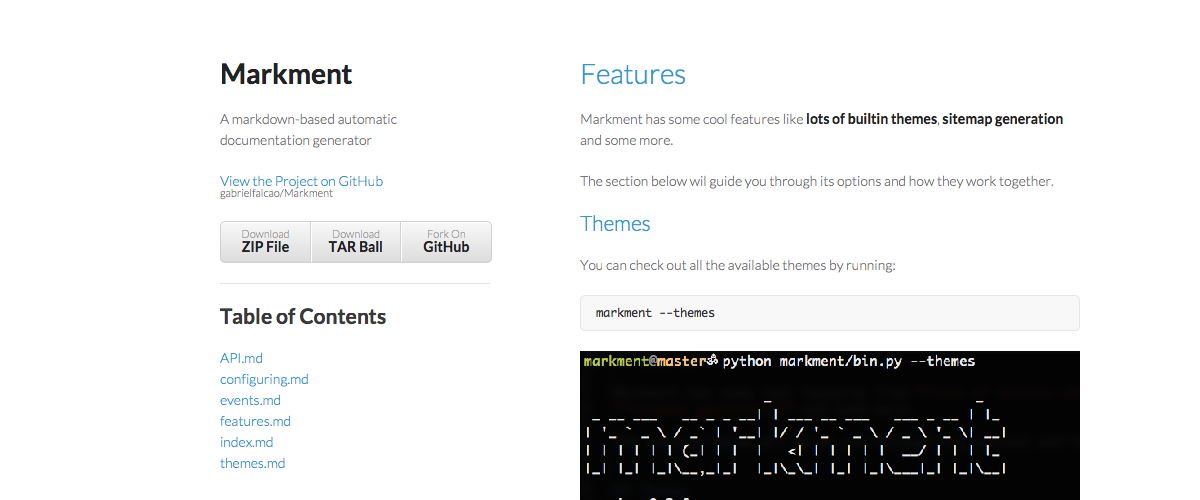 Markment
A markdown-based automatic
documentation generator
View the Project on GitHub
gabrielfalcao/Markment
Download
ZIP File
Download
TAR Ball
Fork On
GitHub
Table of Contents
API.md
configuring.md
events.md
features.md
index.md
themes.md
Features
Markment has some cool features like lots of builtin themes, sitemap generation
and some more.
The section below wil guide you through its options and how they work together.
Themes
You can check out all the available themes by running:
markment --themes
markment@master🕉 python markment/bin.py --themes
markment